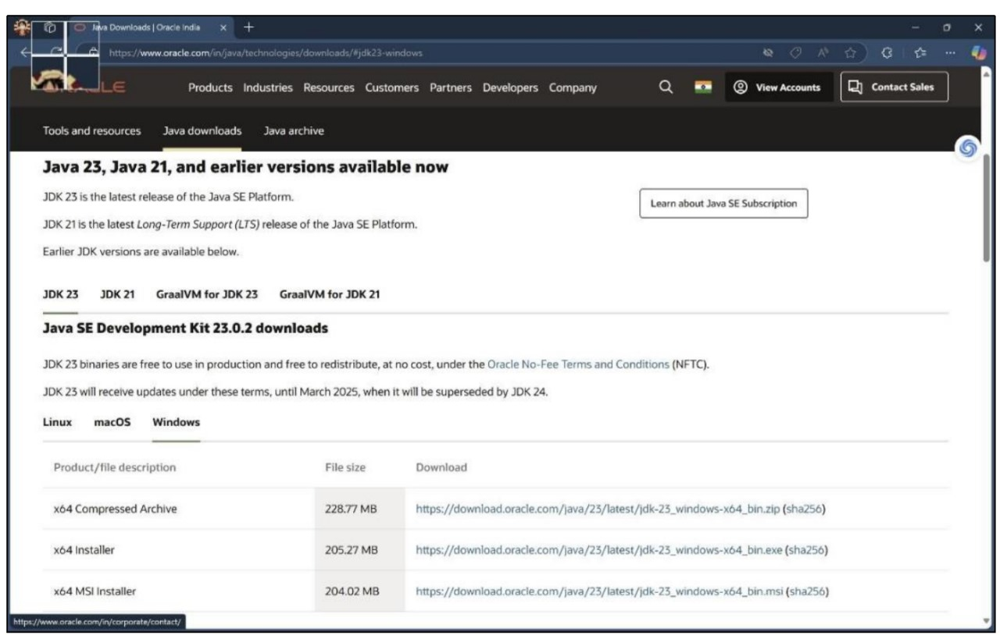 Java Downloads | Oracle India
https://www.oracle.com/in/java/technologies/downloads/#jdk23-windows
Products Industries Resources Customers Partners Developers Company
View Accounts
Contact Sales
Tools and resources Java downloads Java archive
Java 23, Java 21, and earlier versions available now
JDK 23 is the latest release of the Java SE Platform.
Learn about Java SE Subscription
JDK 21 is the latest Long-Term Support (LTS) release of the Java SE Platform.
Earlier JDK versions are available below.
JDK 23 JDK 21 GraalVM for JDK 23 GraalVM for JDK 21
Java SE Development Kit 23.0.2 downloads
JDK 23 binaries are free to use in production and free to redistribute, at no cost, under the Oracle No-Fee Terms and Conditions (NFTC).
JDK 23 will receive updates under these terms, until March 2025, when it will be superseded by JDK 24.
Linux macOS Windows
Product/file description File size Download
x64 Compressed Archive 228.77 MB https://download.oracle.com/java/23/latest/jdk-23_windows-x64_bin.zip (sha256)
x64 Installer 205.27 MB https://download.oracle.com/java/23/latest/jdk-23_windows-x64_bin.exe (sha256)
x64 MSI Installer 204.02 MB https://download.oracle.com/java/23/latest/jdk-23_windows-x64_bin.msi (sha256)
https://www.oracle.com/in/corporate/contact/